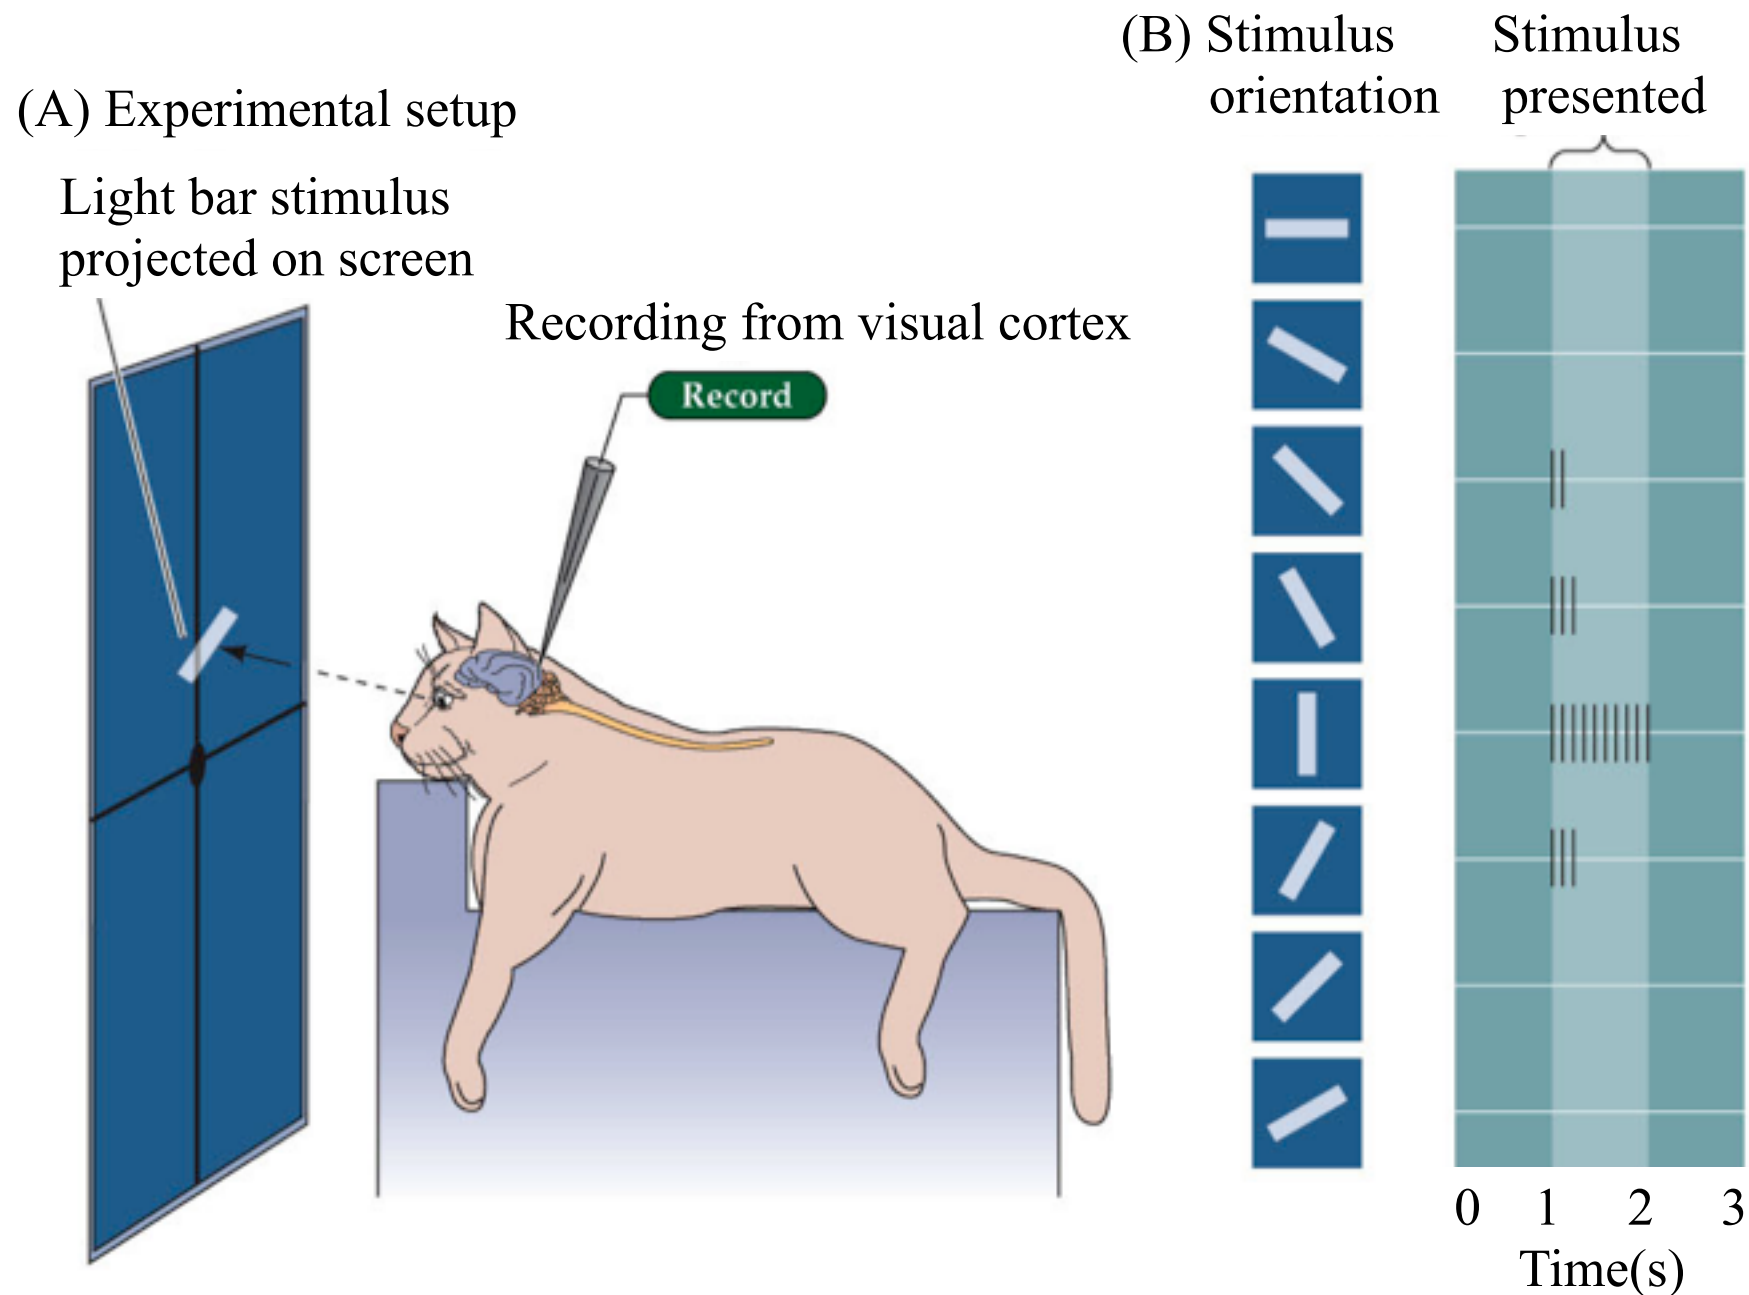 (A) Experimental setup
Light bar stimulus
projected on screen
Recording from visual cortex
Record
(B) Stimulus
orientation
Stimulus
presented
0 1 2 3
Time(s)